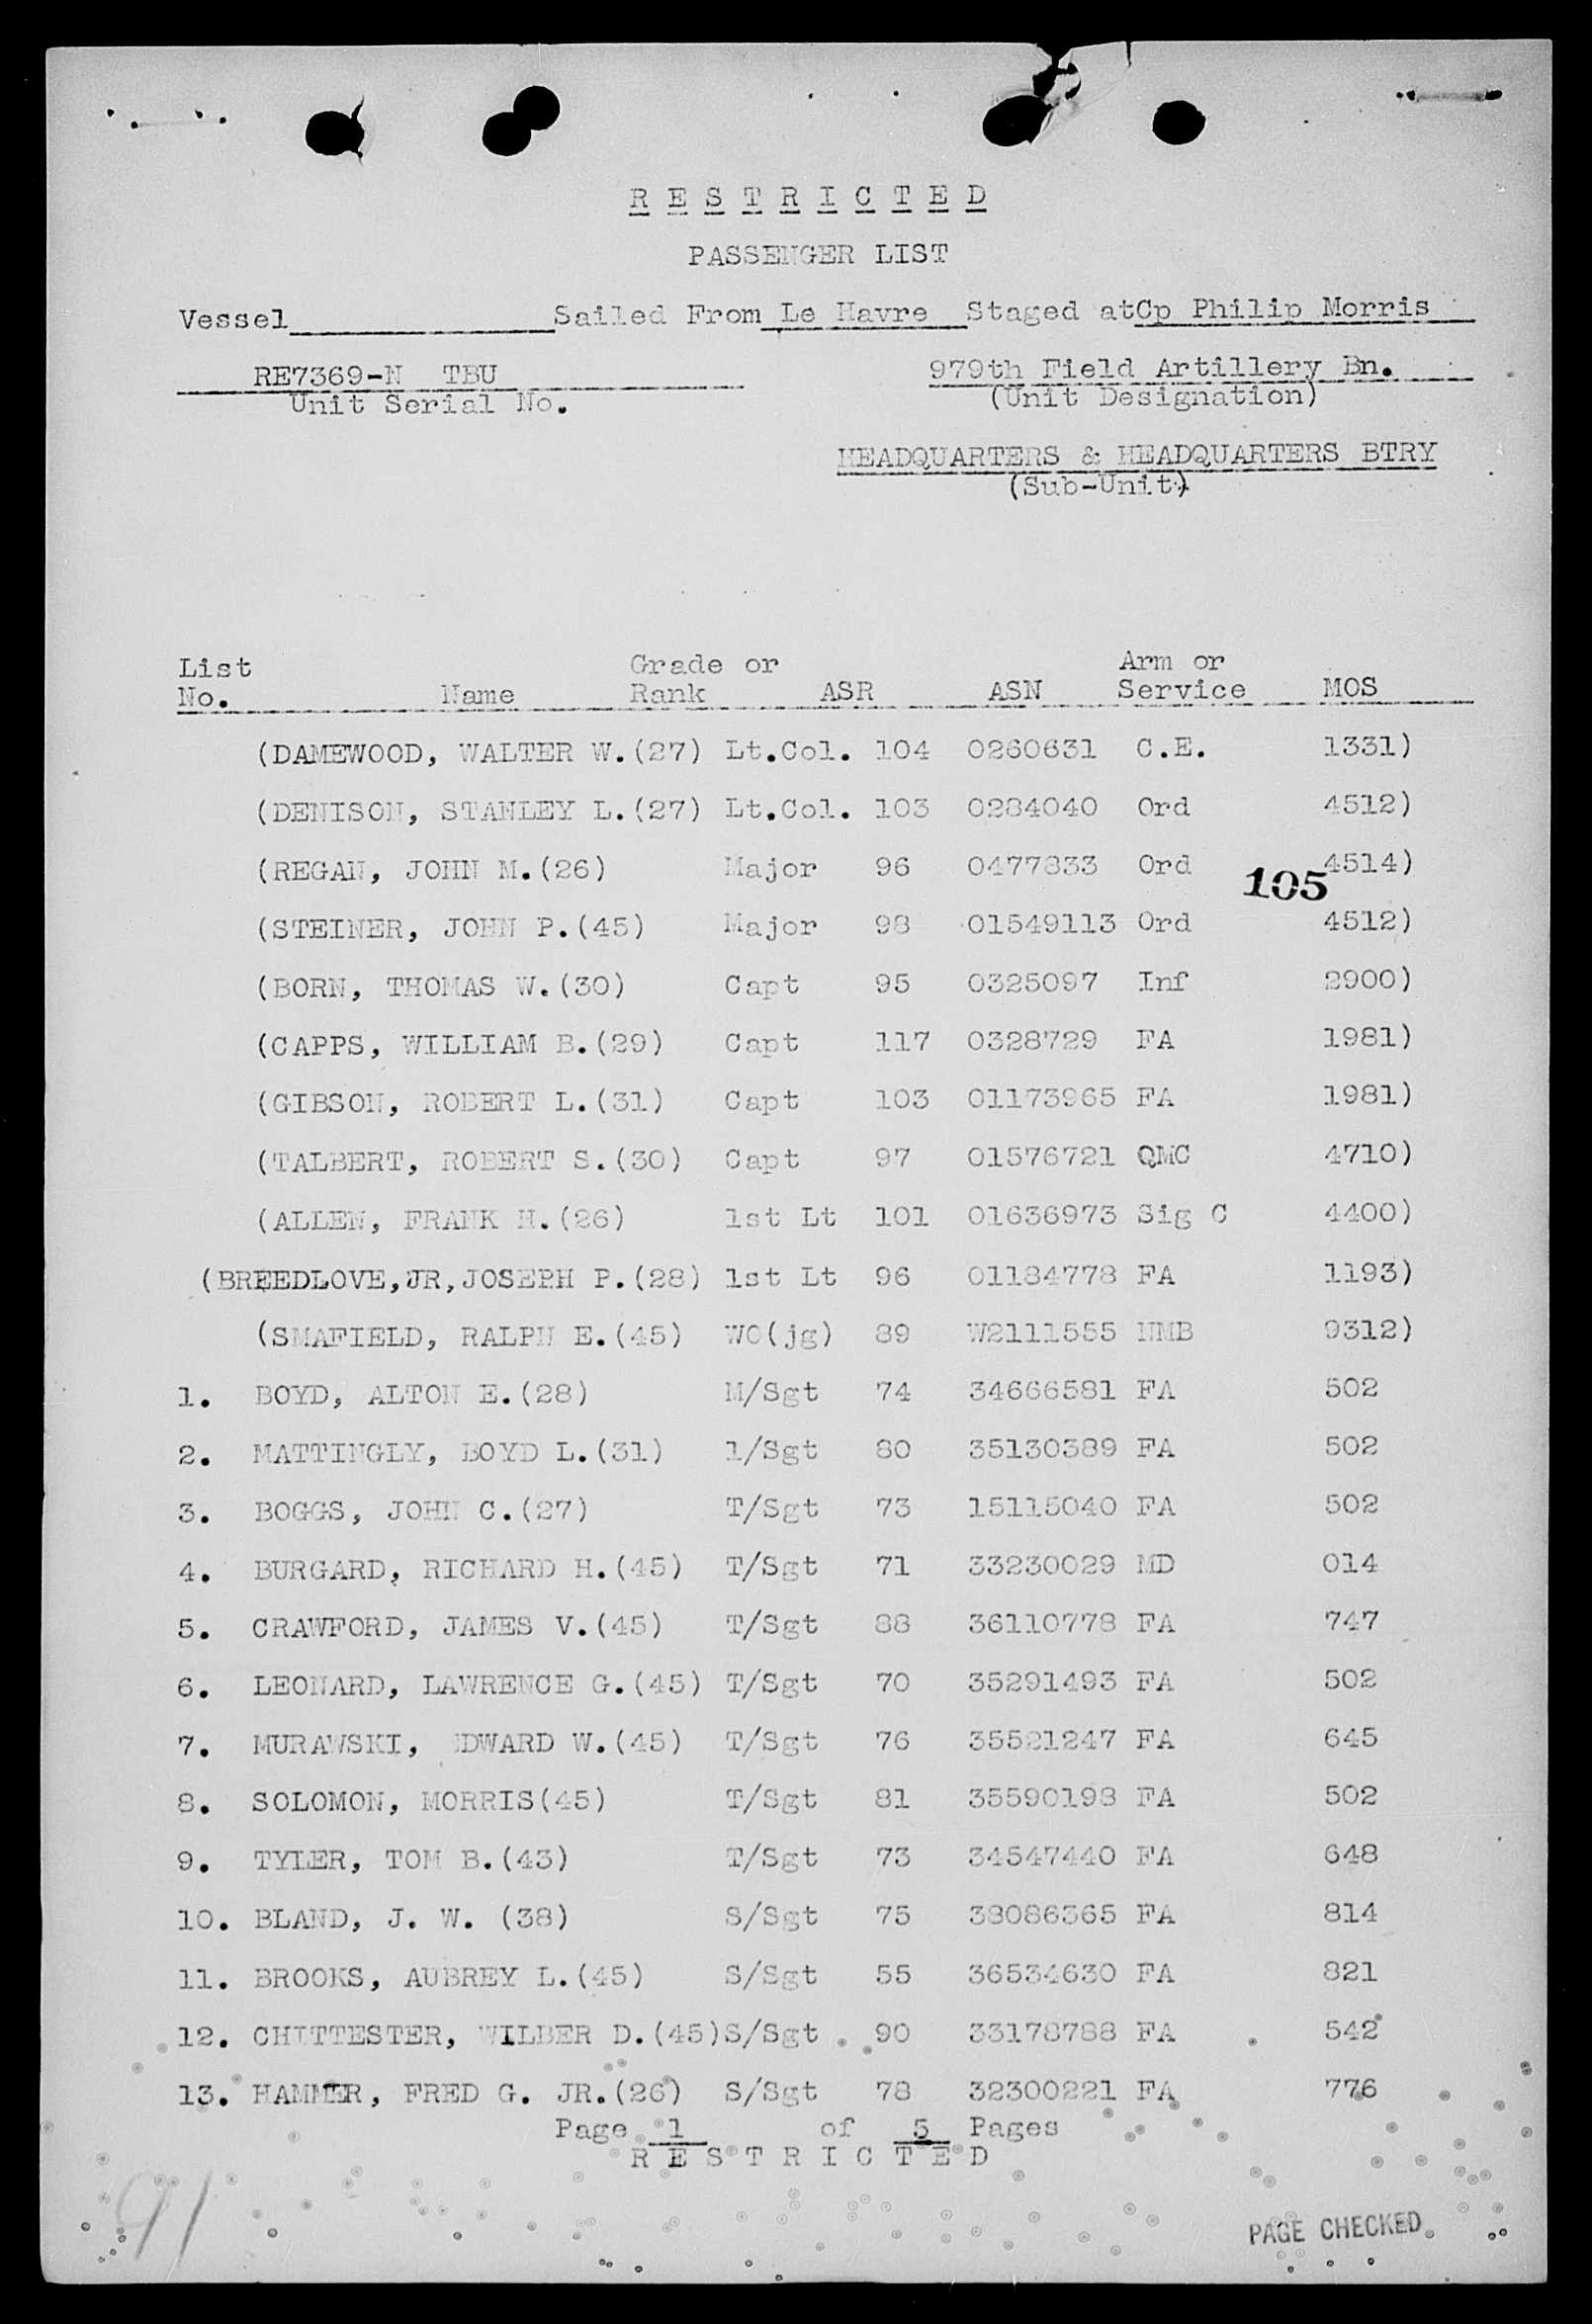 R E S T R I C T E D
PASSENGER LIST
Vessel Sailed From Le Havre Staged at Cp Philip Morris
RE7369-N TBU 979th Field Artillery Bn.
Unit Serial No. (Unit Designation)
HEADQUARTERS & HEADQUARTERS BTRY
(Sub-Unit)
List Grade or Arm or
No. Name Rank ASR ASN Service MOS
(DAMEWOOD, WALTER W.(27) Lt.Col. 104 0260631 C.E. 1331)
(DENISON, STANLEY L.(27) Lt.Col. 103 0284040 Ord 4512)
(REGAN, JOHN M.(26) Major 96 0477833 Ord 4514)
105
(STEINER, JOHN P.(45) Major 98 01549113 Ord 4512)
(BORN, THOMAS W.(30) Capt 95 0325097 Inf 2900)
(CAPPS, WILLIAM B.(29) Capt 117 0328729 FA 1981)
(GIBSON, ROBERT L.(31) Capt 103 01173965 FA 1981)
(TALBERT, ROBERT S.(30) Capt 97 01576721 QMC 4710)
(ALLEN, FRANK H.(26) 1st Lt 101 01636973 Sig C 4400)
(BREEDLOVE,JR,JOSEPH P.(28) 1st Lt 96 01184778 FA 1193)
(SMAFIELD, RALPH E.(45) WO(jg) 89 W2111555 NMB 9312)
1. BOYD, ALTON E.(28) M/Sgt 74 34666581 FA 502
2. MATTINGLY, BOYD L.(31) 1/Sgt 80 35130389 FA 502
3. BOGGS, JOHN C.(27) T/Sgt 73 15115040 FA 502
4. BURGARD, RICHARD H.(45) T/Sgt 71 33230029 MD 014
5. CRAWFORD, JAMES V.(45) T/Sgt 88 36110778 FA 747
6. LEONARD, LAWRENCE G.(45) T/Sgt 70 35291493 FA 502
7. MURAWSKI, EDWARD W.(45) T/Sgt 76 35521247 FA 645
8. SOLOMON, MORRIS(45) T/Sgt 81 35590198 FA 502
9. TYLER, TOM B.(43) T/Sgt 73 34547440 FA 648
10. BLAND, J. W. (38) S/Sgt 75 38086365 FA 814
11. BROOKS, AUBREY L.(45) S/Sgt 55 36534630 FA 821
12. CHITTESTER, WILBER D.(45) S/Sgt 90 33178788 FA 542
13. HAMMER, FRED G. JR.(26) S/Sgt 78 32300221 FA 776
Page 1 of 5 Pages
R E S T R I C T E D
91
PAGE CHECKED